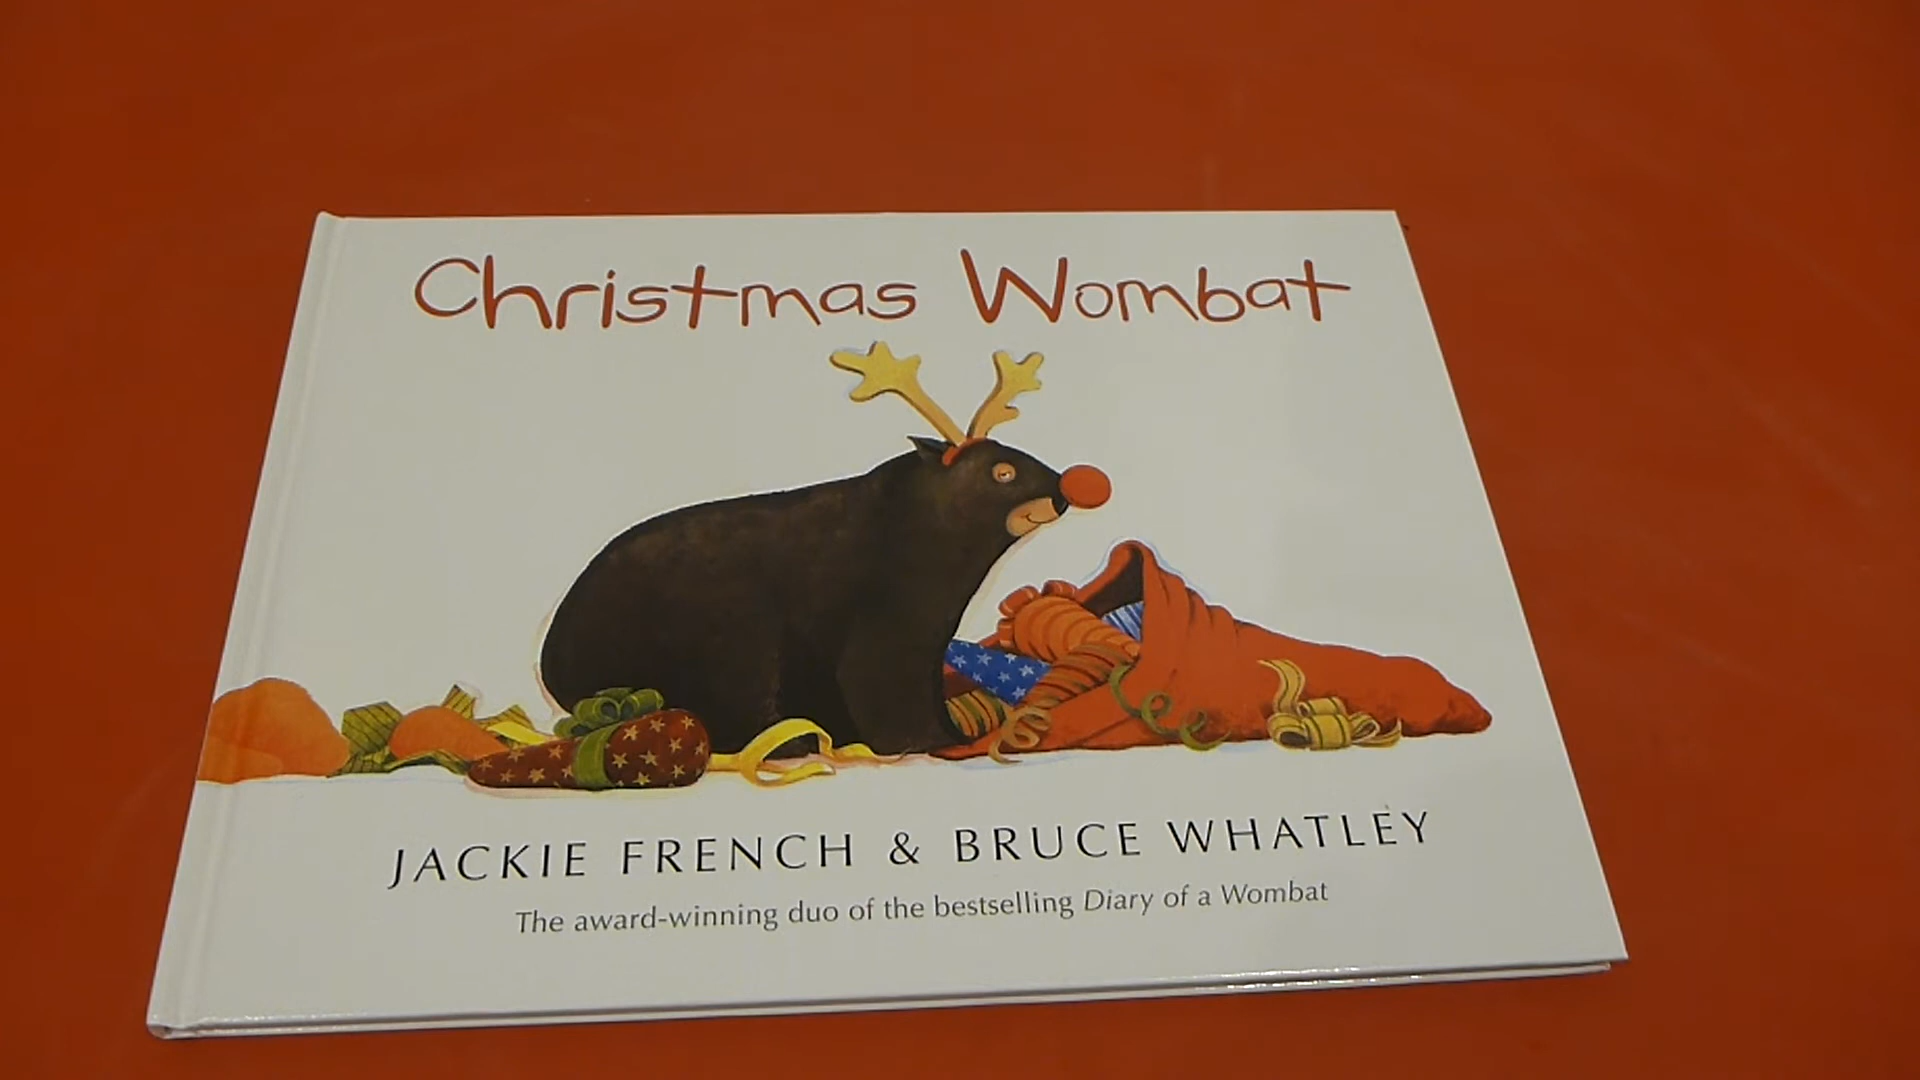 Christmas Wombat
JACKIE FRENCH & BRUCE WHATLEY
The award-winning duo of the bestselling Diary of a Wombat